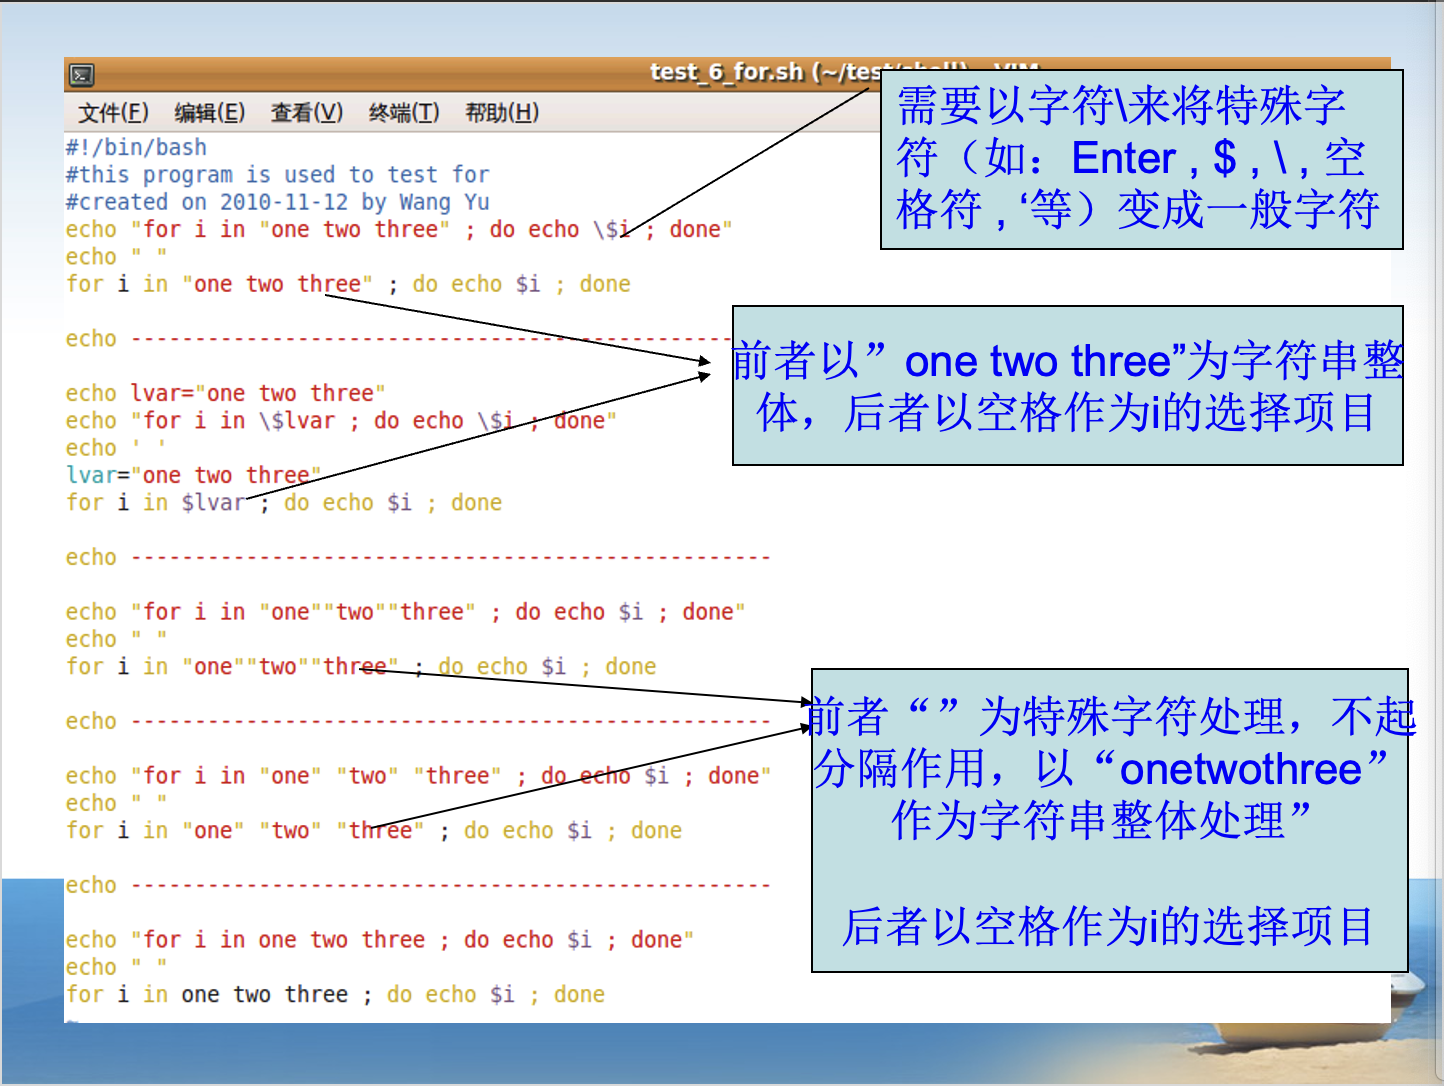 test_6_for.sh (~/test/shell) - VIM
文件(F) 编辑(E) 查看(V) 终端(T) 帮助(H)
#!/bin/bash
#this program is used to test for
#created on 2010-11-12 by Wang Yu
echo "for i in "one two three" ; do echo \$i ; done"
echo " "
for i in "one two three" ; do echo $i ; done
echo --------------------------------------------------
echo lvar="one two three"
echo "for i in \$lvar ; do echo \$i ; done"
echo ' '
lvar="one two three"
for i in $lvar ; do echo $i ; done
echo --------------------------------------------------
echo "for i in "one""two""three" ; do echo $i ; done"
echo " "
for i in "one""two""three" ; do echo $i ; done
echo --------------------------------------------------
echo "for i in "one" "two" "three" ; do echo $i ; done"
echo " "
for i in "one" "two" "three" ; do echo $i ; done
echo --------------------------------------------------
echo "for i in one two three ; do echo $i ; done"
echo " "
for i in one two three ; do echo $i ; done
需要以字符\来将特殊字
符（如：Enter , $ , \ , 空
格符 , ‘等）变成一般字符
前者以” one two three”为字符串整
体，后者以空格作为i的选择项目
前者“ ”为特殊字符处理，不起
分隔作用，以“onetwothree”
作为字符串整体处理”
后者以空格作为i的选择项目